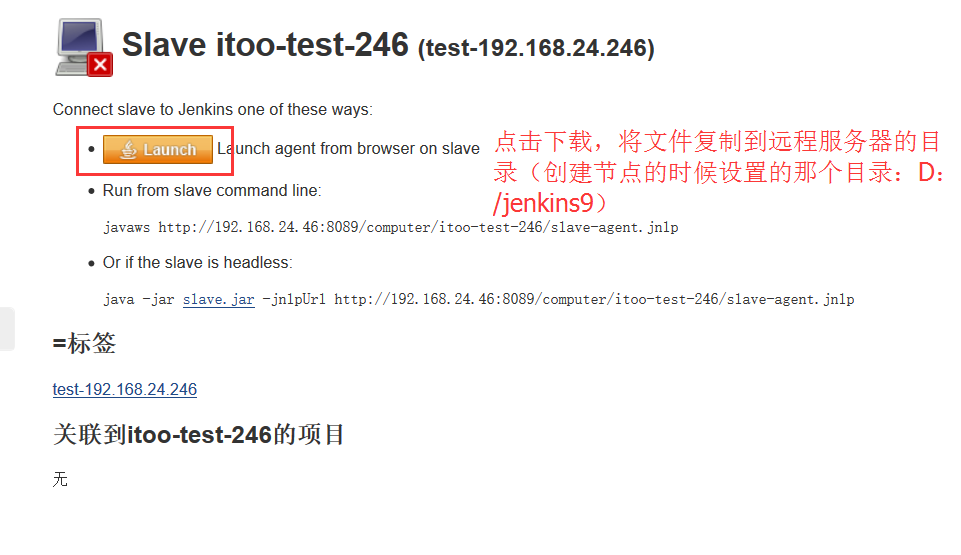 Slave itoo-test-246 (test-192.168.24.246)
Connect slave to Jenkins one of these ways:
Launch Launch agent from browser on slave
点击下载，将文件复制到远程服务器的目
录（创建节点的时候设置的那个目录：D：
/jenkins9）
Run from slave command line:
javaws http://192.168.24.46:8089/computer/itoo-test-246/slave-agent.jnlp
Or if the slave is headless:
java -jar slave.jar -jnlpUrl http://192.168.24.46:8089/computer/itoo-test-246/slave-agent.jnlp
=标签
test-192.168.24.246
关联到itoo-test-246的项目
无